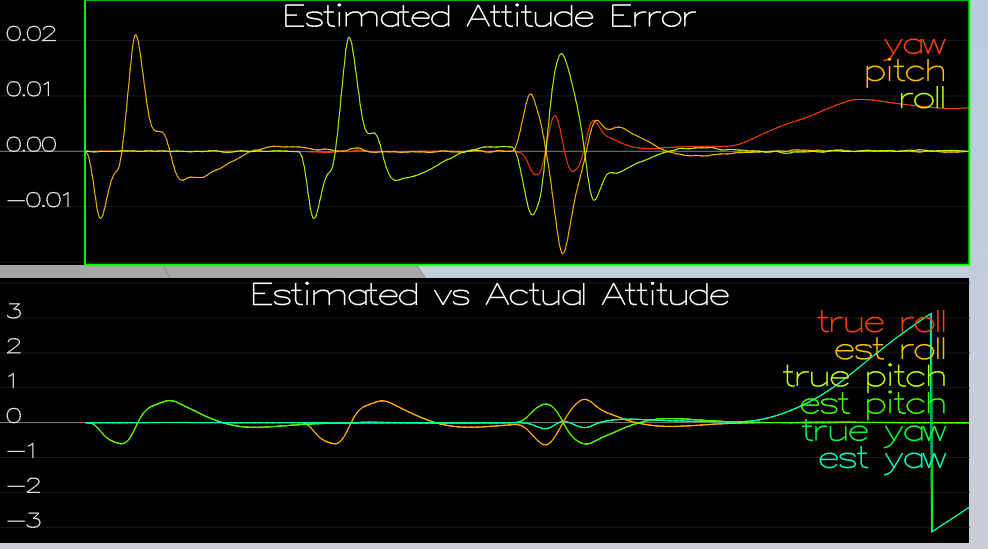 Estimated Attitude Error
0.02
0.01
0.00
−0.01
yaw
pitch
roll
Estimated vs Actual Attitude
3
2
1
0
−1
−2
−3
true roll
est roll
true pitch
est pitch
true yaw
est yaw